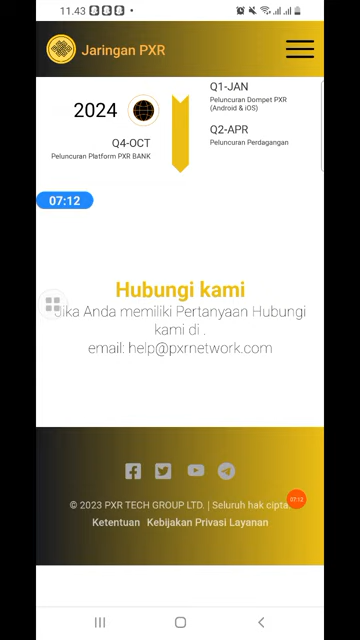 11.43
Jaringan PXR
Q1-JAN
Peluncuran Dompet PXR
(Android & iOS)
2024
Q2-APR
Peluncuran Perdagangan
Q4-OCT
Peluncuran Platform PXR BANK
07:12
Hubungi kami
Jika Anda memiliki Pertanyaan Hubungi
kami di .
email: help@pxrnetwork.com
07:12
© 2023 PXR TECH GROUP LTD. | Seluruh hak cipta.
Ketentuan Kebijakan Privasi Layanan